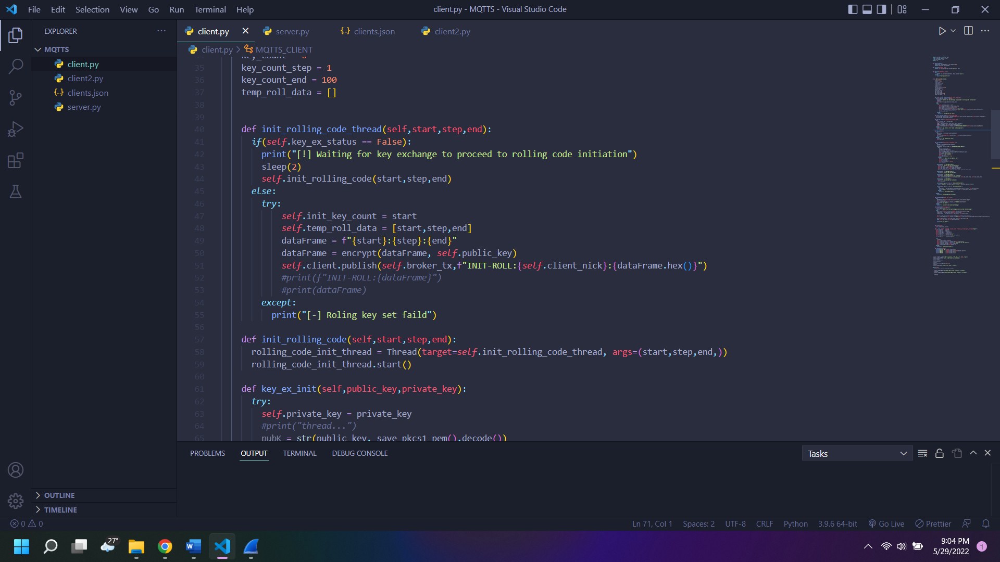 File Edit Selection View Go Run Terminal Help
client.py - MQTTS - Visual Studio Code
EXPLORER
MQTTS
client.py
client2.py
clients.json
server.py
OUTLINE
TIMELINE
client.py server.py clients.json client2.py
client.py > MQTTS_CLIENT
35 key_count_step = 1
36 key_count_end = 100
37 temp_roll_data = []
38
39
40 def init_rolling_code_thread(self,start,step,end):
41 if(self.key_ex_status == False):
42 print("[!] Waiting for key exchange to proceed to rolling code initiation")
43 sleep(2)
44 self.init_rolling_code(start,step,end)
45 else:
46 try:
47 self.init_key_count = start
48 self.temp_roll_data = [start,step,end]
49 dataFrame = f"{start}:{step}:{end}"
50 dataFrame = encrypt(dataFrame, self.public_key)
51 self.client.publish(self.broker_tx,f"INIT-ROLL:{self.client_nick}:{dataFrame.hex()}")
52 #print(f"INIT-ROLL:{dataFrame}")
53 #print(dataFrame)
54 except:
55 print("[-] Roling key set faild")
56
57 def init_rolling_code(self,start,step,end):
58 rolling_code_init_thread = Thread(target=self.init_rolling_code_thread, args=(start,step,end,))
59 rolling_code_init_thread.start()
60
61 def key_ex_init(self,public_key,private_key):
62 try:
63 self.private_key = private_key
64 #print("thread...")
65 pubK = str(public_key._save_pkcs1_pem().decode())
PROBLEMS OUTPUT TERMINAL DEBUG CONSOLE
Tasks
0 0
Ln 71, Col 1 Spaces: 2 UTF-8 CRLF Python 3.9.6 64-bit Go Live Prettier
27°
9:04 PM
5/29/2022
1